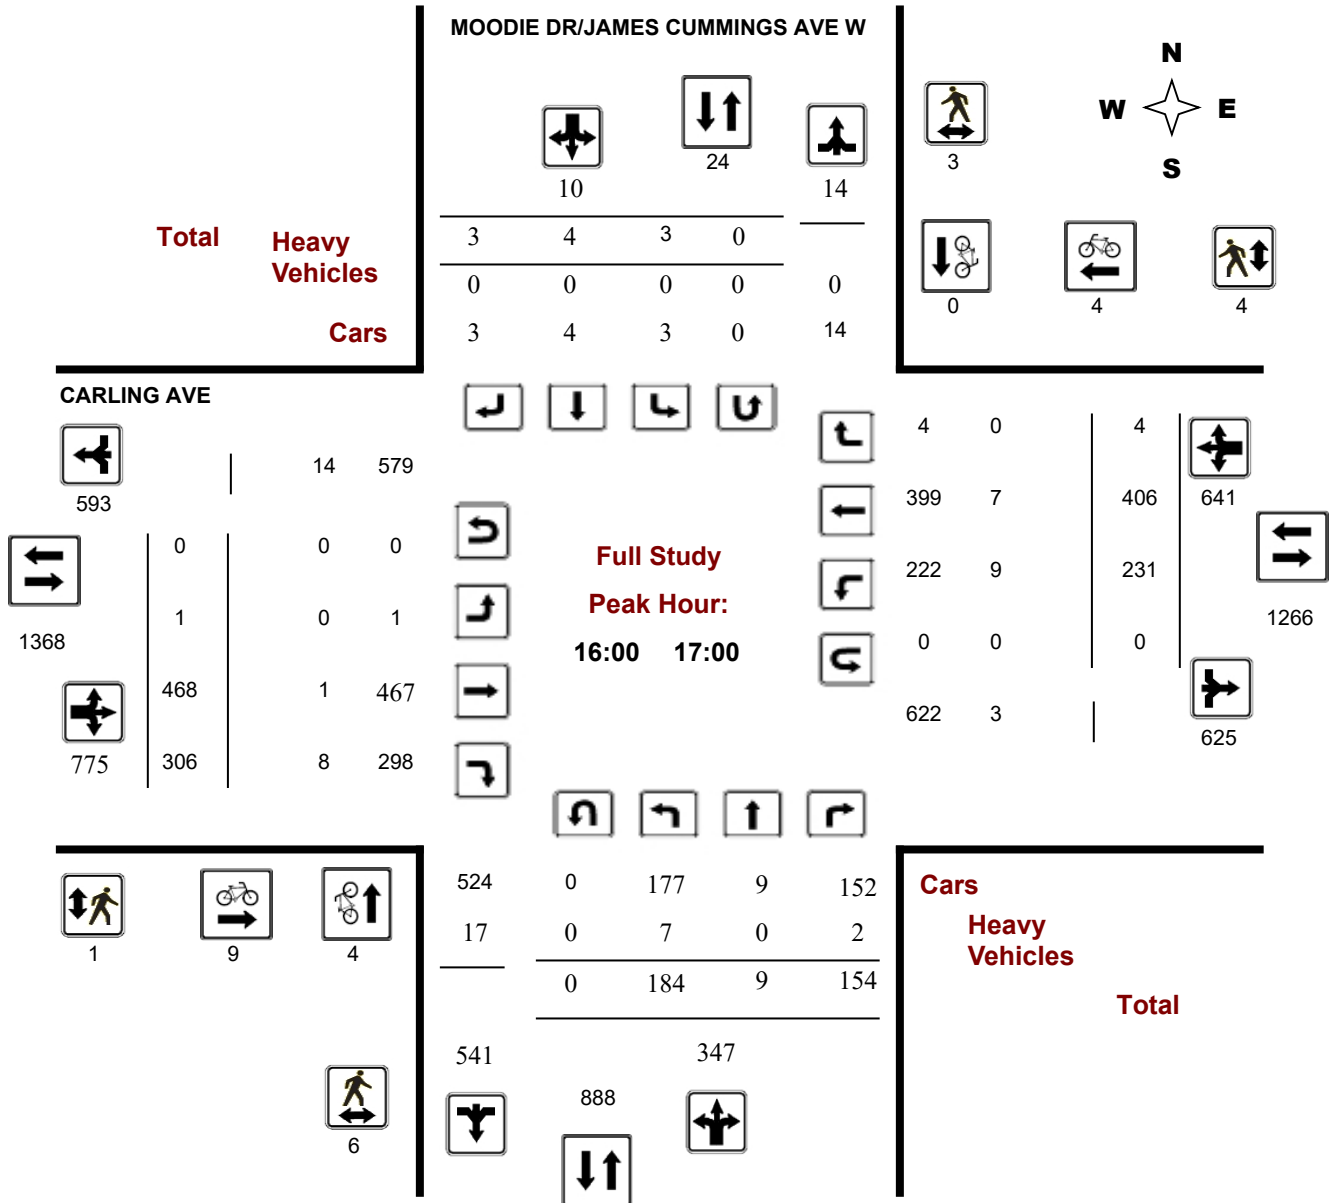 MOODIE DR/JAMES CUMMINGS AVE W
N
W E
S
10
24
14
3
Total
Heavy
Vehicles
Cars
3 4 3 0
0 0 0 0 0
3 4 3 0 14
0 4 4
CARLING AVE
593
14 579
4 0 4
399 7 406 641
0 0 0
222 9 231
1 0 1
1368
1266
0 0 0
468 1 467
622 3
625
775
306 8 298
Full Study
Peak Hour:
16:00 17:00
1 9 4
524 0 177 9 152
17 0 7 0 2
0 184 9 154
Cars
Heavy
Vehicles
Total
541
347
888
6